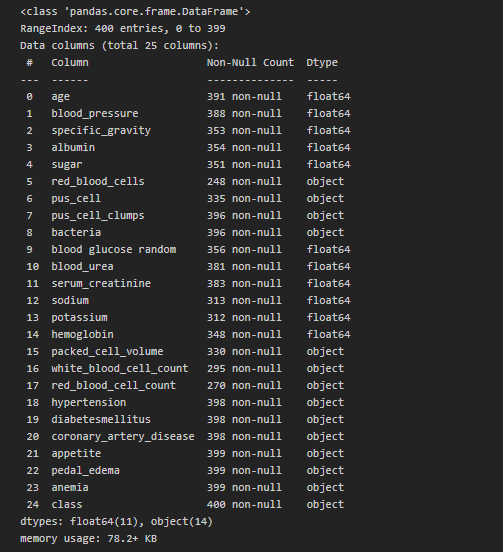 <class 'pandas.core.frame.DataFrame'>
RangeIndex: 400 entries, 0 to 399
Data columns (total 25 columns):
 #   Column                   Non-Null Count  Dtype
---  ------                   --------------  -----
 0   age                      391 non-null    float64
 1   blood_pressure           388 non-null    float64
 2   specific_gravity         353 non-null    float64
 3   albumin                  354 non-null    float64
 4   sugar                    351 non-null    float64
 5   red_blood_cells          248 non-null    object
 6   pus_cell                 335 non-null    object
 7   pus_cell_clumps          396 non-null    object
 8   bacteria                 396 non-null    object
 9   blood glucose random     356 non-null    float64
 10  blood_urea               381 non-null    float64
 11  serum_creatinine         383 non-null    float64
 12  sodium                   313 non-null    float64
 13  potassium                312 non-null    float64
 14  hemoglobin               348 non-null    float64
 15  packed_cell_volume       330 non-null    object
 16  white_blood_cell_count   295 non-null    object
 17  red_blood_cell_count     270 non-null    object
 18  hypertension             398 non-null    object
 19  diabetesmellitus         398 non-null    object
 20  coronary_artery_disease  398 non-null    object
 21  appetite                 399 non-null    object
 22  pedal_edema              399 non-null    object
 23  anemia                   399 non-null    object
 24  class                    400 non-null    object
dtypes: float64(11), object(14)
memory usage: 78.2+ KB